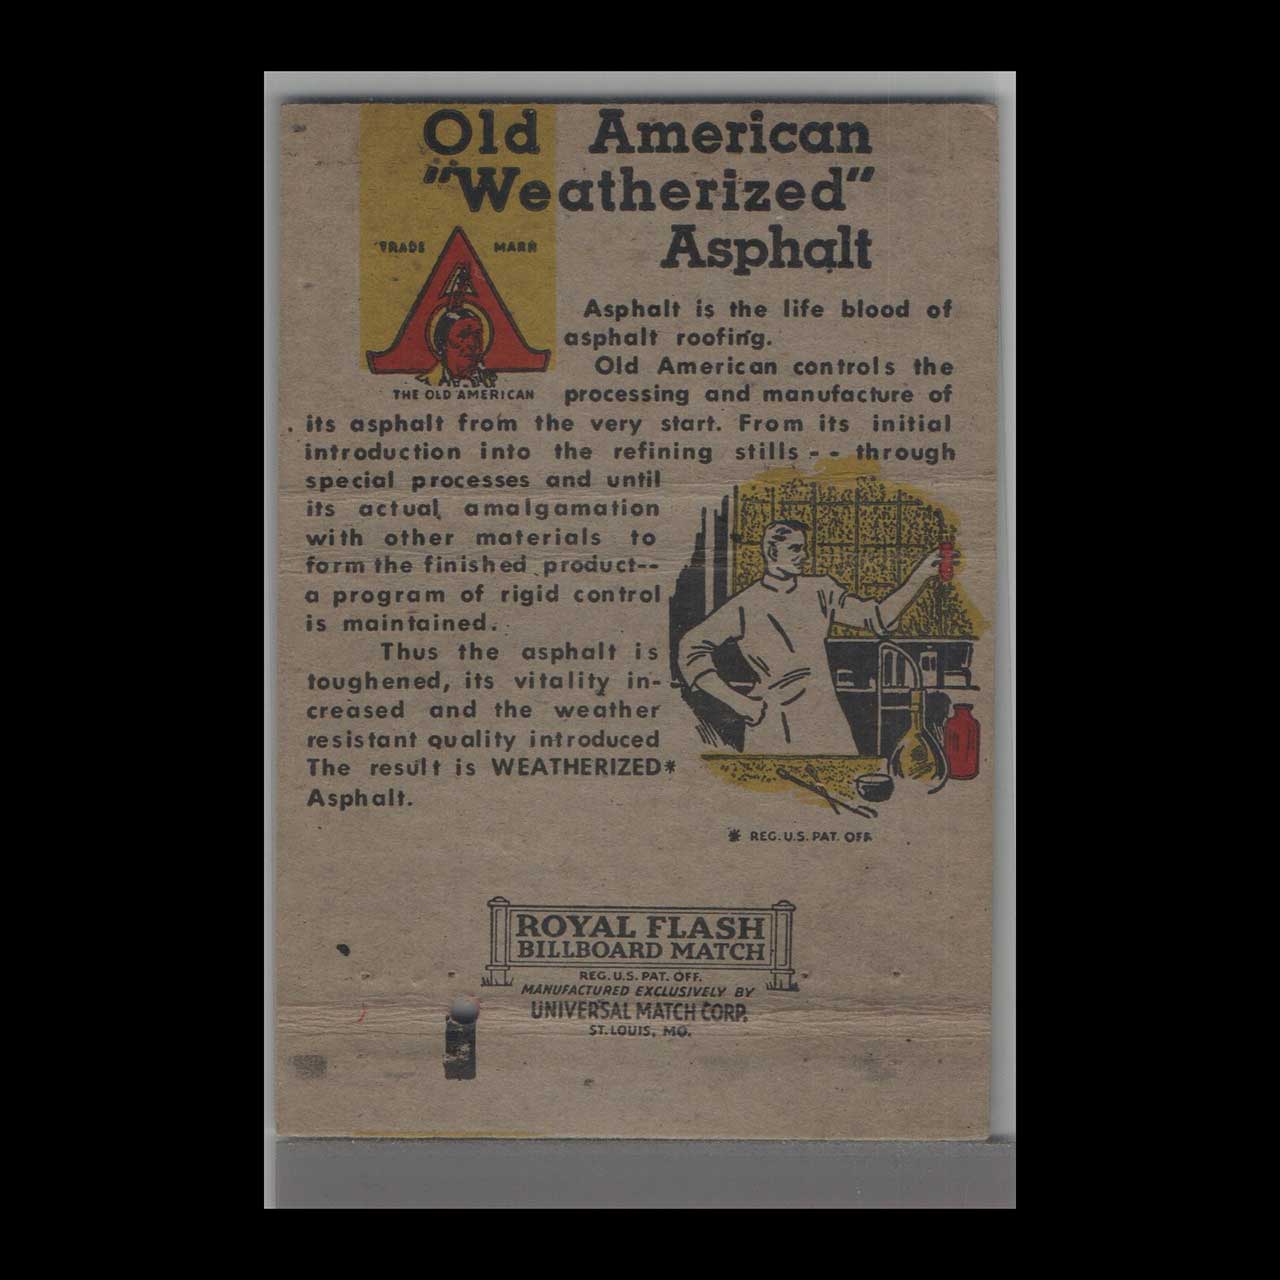 Old American
"Weatherized"
Asphalt
TRADE MARK
THE OLD AMERICAN
Asphalt is the life blood of
asphalt roofing.
Old American controls the
processing and manufacture of
its asphalt from the very start. From its initial
introduction into the refining stills -- through
special processes and until
its actual amalgamation
with other materials to
form the finished product--
a program of rigid control
is maintained.
Thus the asphalt is
toughened, its vitality in-
creased and the weather
resistant quality introduced
The result is WEATHERIZED*
Asphalt.
* REG. U.S. PAT. OFF.
ROYAL FLASH
BILLBOARD MATCH
REG. U.S. PAT. OFF.
MANUFACTURED EXCLUSIVELY BY
UNIVERSAL MATCH CORP.
ST. LOUIS, MO.